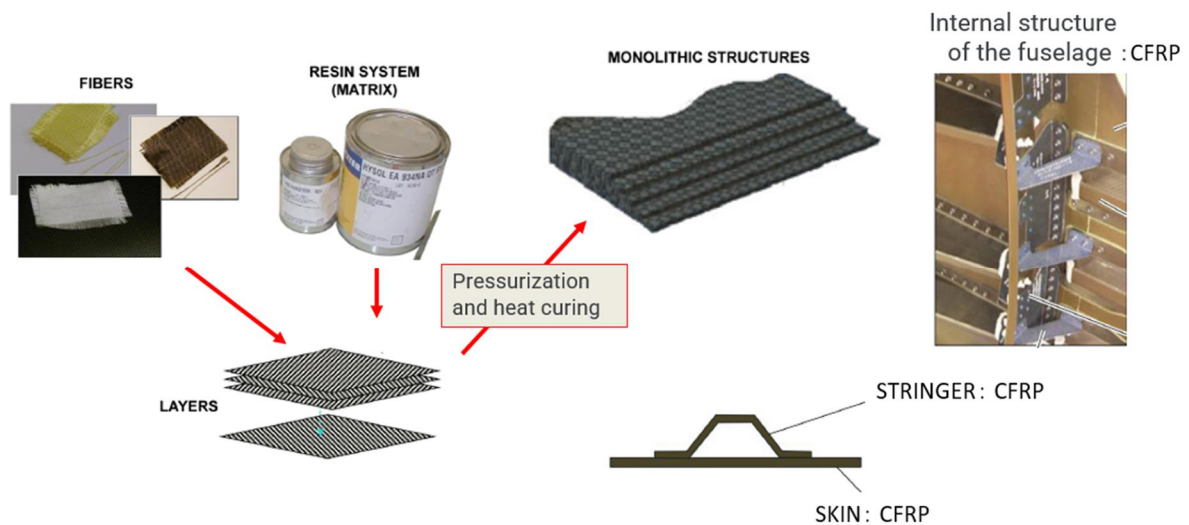 Internal structure
of the fuselage : CFRP
FIBERS
RESIN SYSTEM
(MATRIX)
MONOLITHIC STRUCTURES
HYSOL EA 934NA
Pressurization
and heat curing
LAYERS
STRINGER: CFRP
SKIN: CFRP